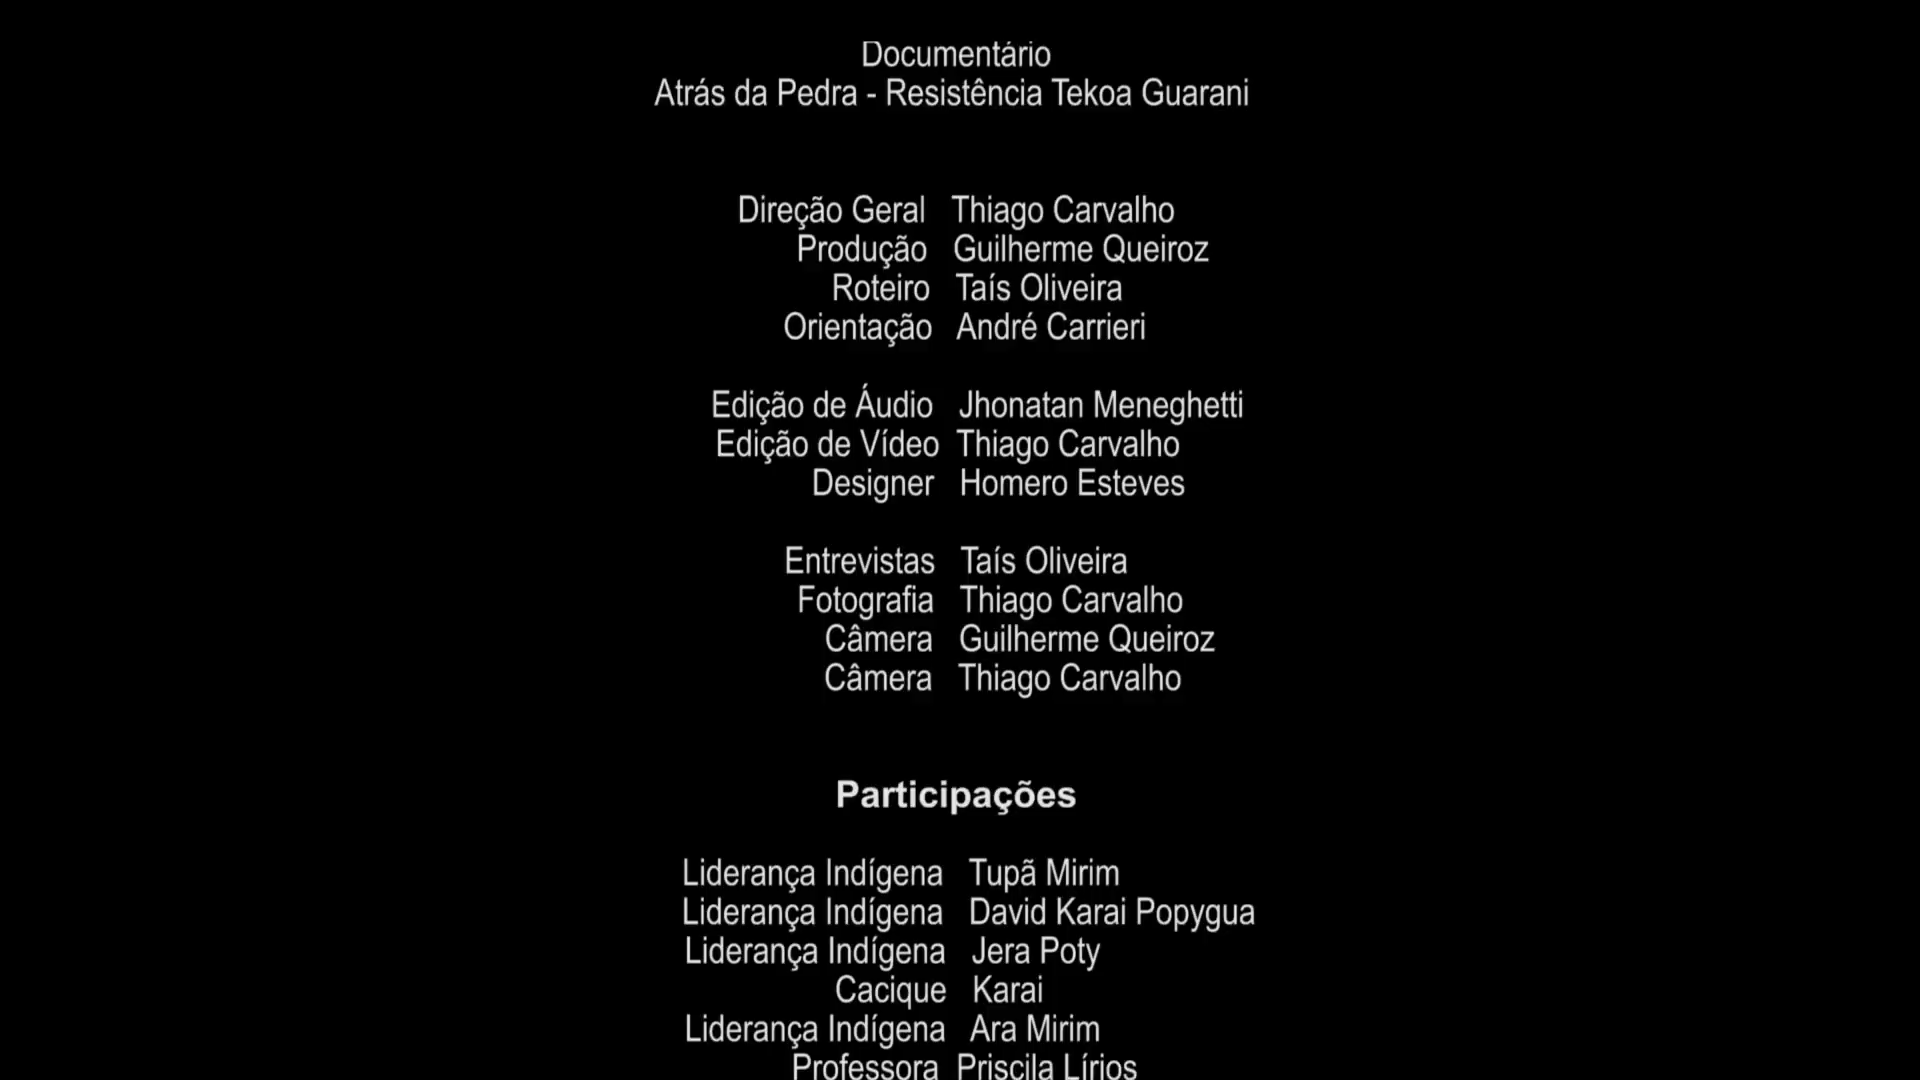 Documentário
Atrás da Pedra - Resistência Tekoa Guarani
Direção Geral Thiago Carvalho
Produção Guilherme Queiroz
Roteiro Taís Oliveira
Orientação André Carrieri
Edição de Áudio Jhonatan Meneghetti
Edição de Vídeo Thiago Carvalho
Designer Homero Esteves
Entrevistas Taís Oliveira
Fotografia Thiago Carvalho
Câmera Guilherme Queiroz
Câmera Thiago Carvalho
Participações
Liderança Indígena Tupã Mirim
Liderança Indígena David Karai Popygua
Liderança Indígena Jera Poty
Cacique Karai
Liderança Indígena Ara Mirim
Professora Priscila Lírios